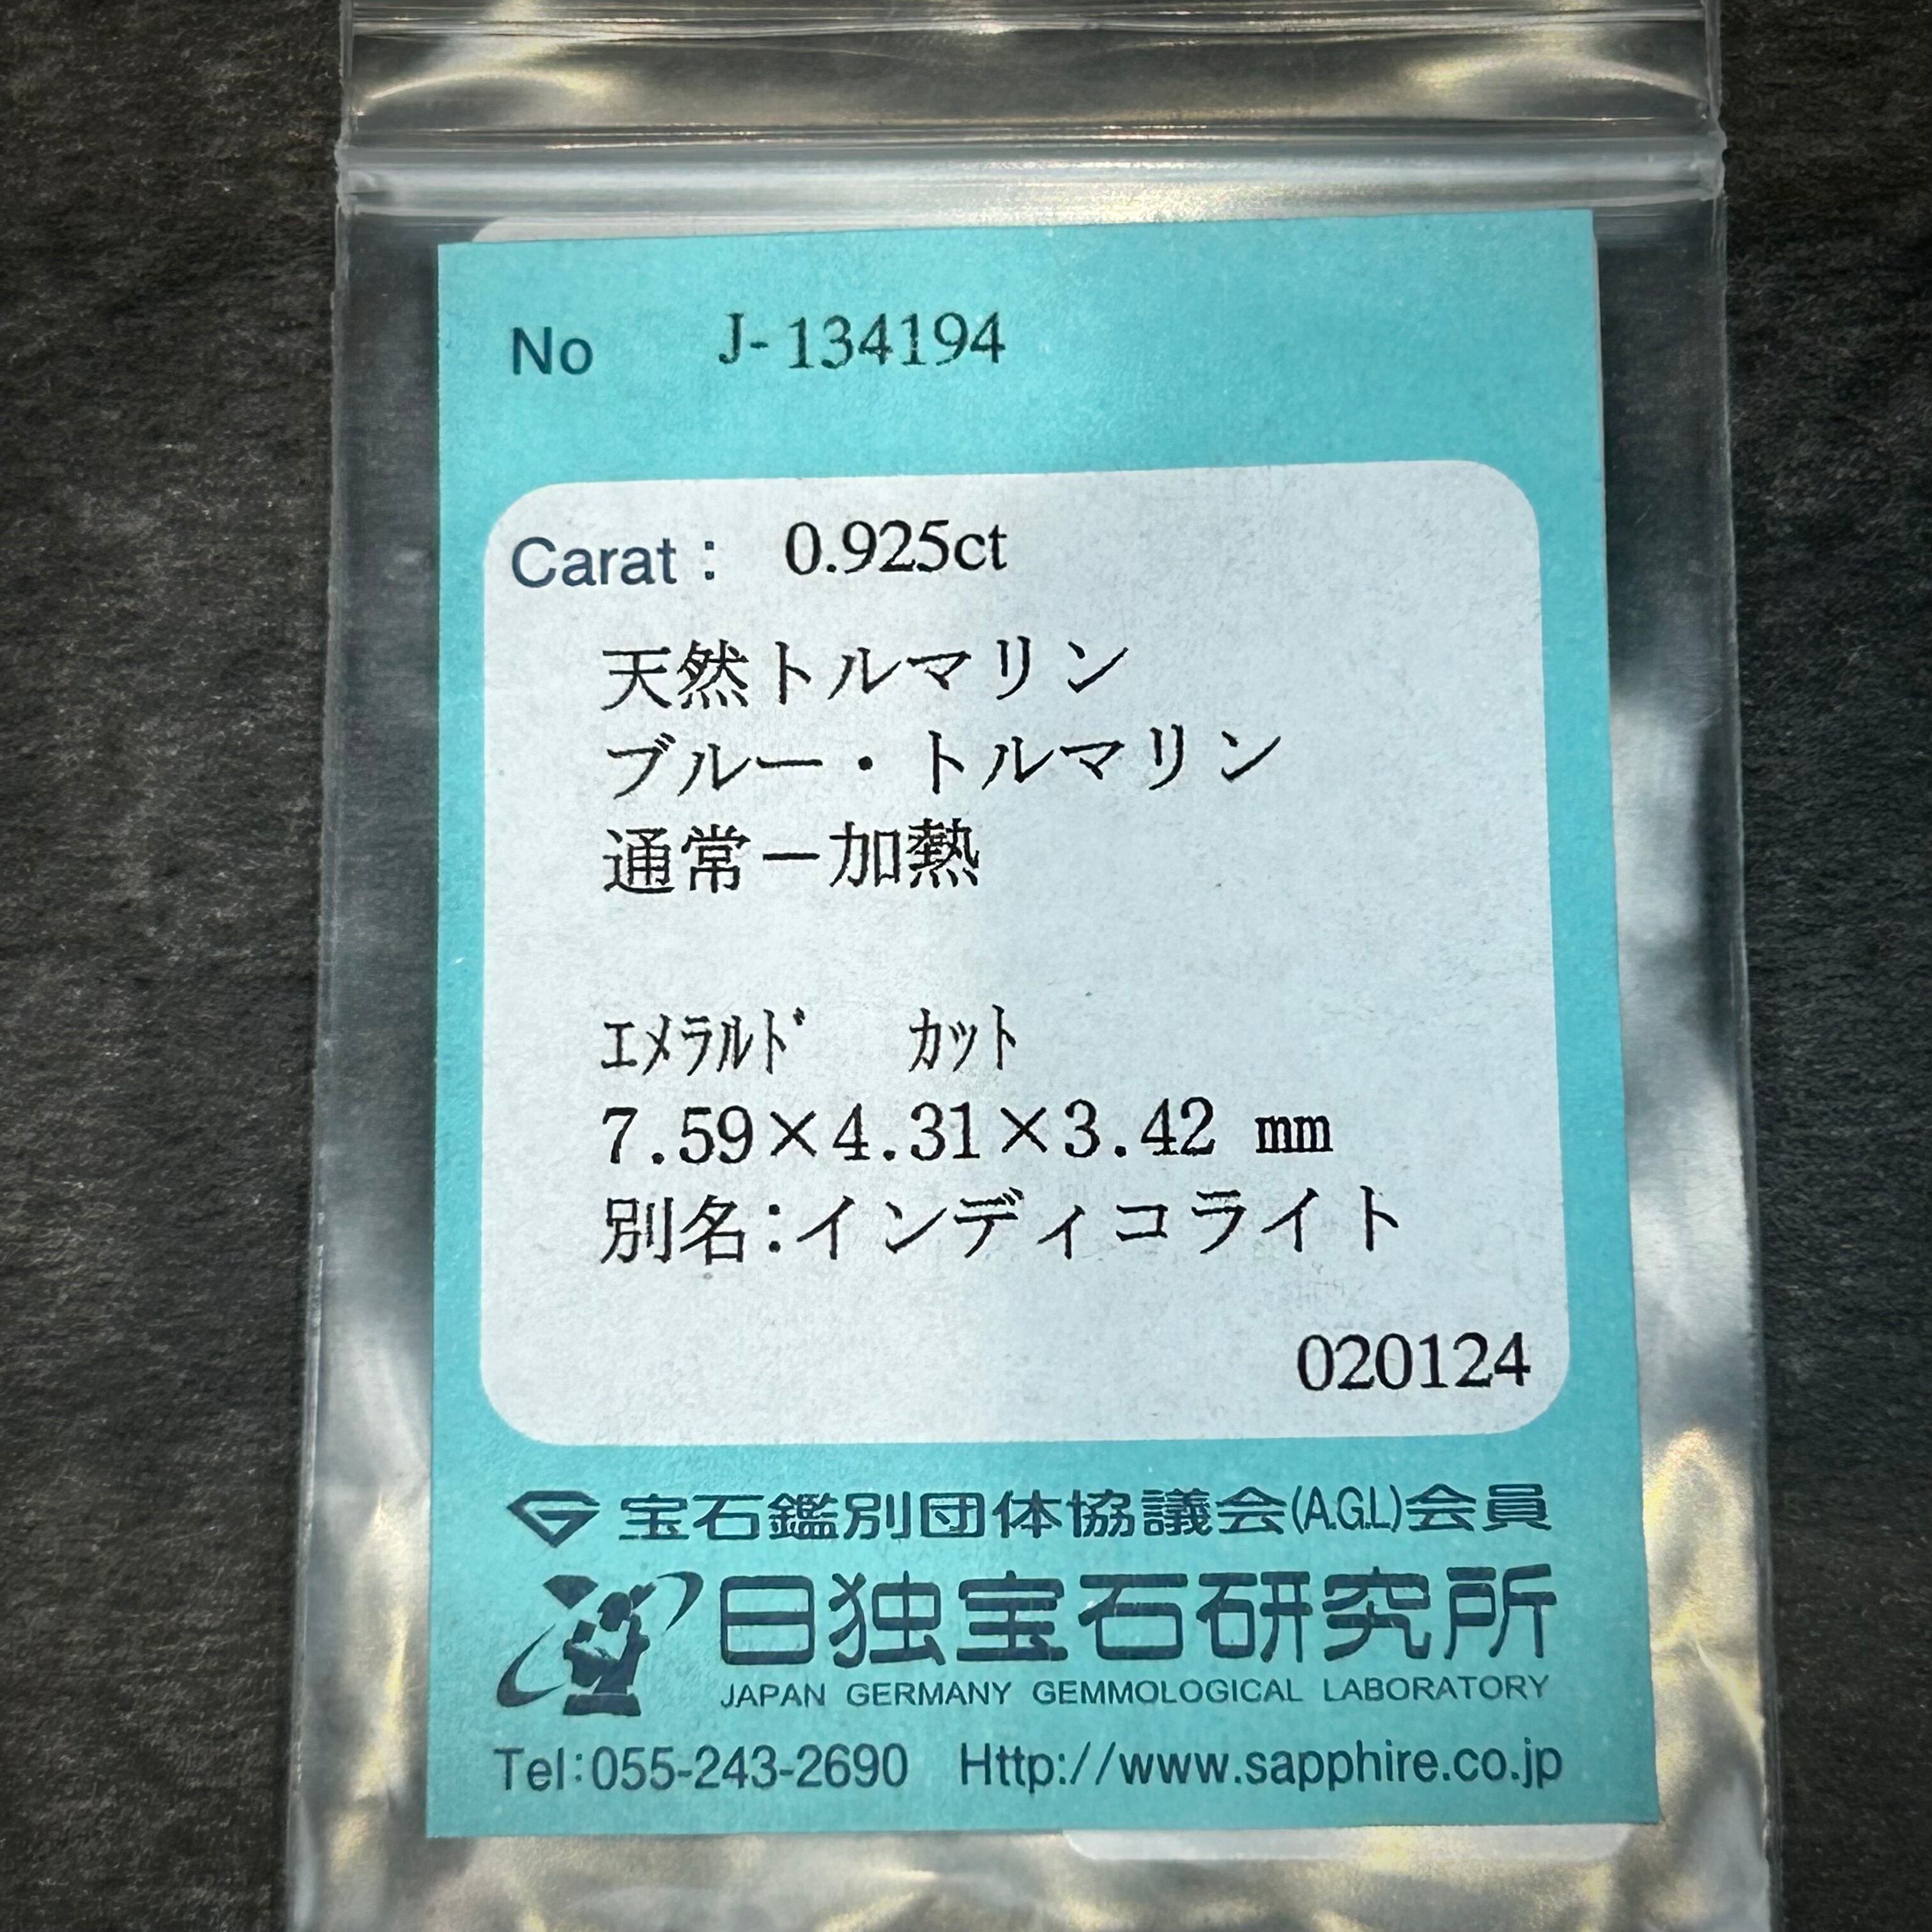 No J-134194
Carat : 0.925ct
天然トルマリン
ブルー・トルマリン
通常－加熱
ｴﾒﾗﾙﾄﾞ ｶｯﾄ
7.59×4.31×3.42 mm
別名:インディコライト
020124
宝石鑑別団体協議会(A.G.L)会員
日独宝石研究所
JAPAN GERMANY GEMMOLOGICAL LABORATORY
Tel:055-243-2690 Http://www.sapphire.co.jp